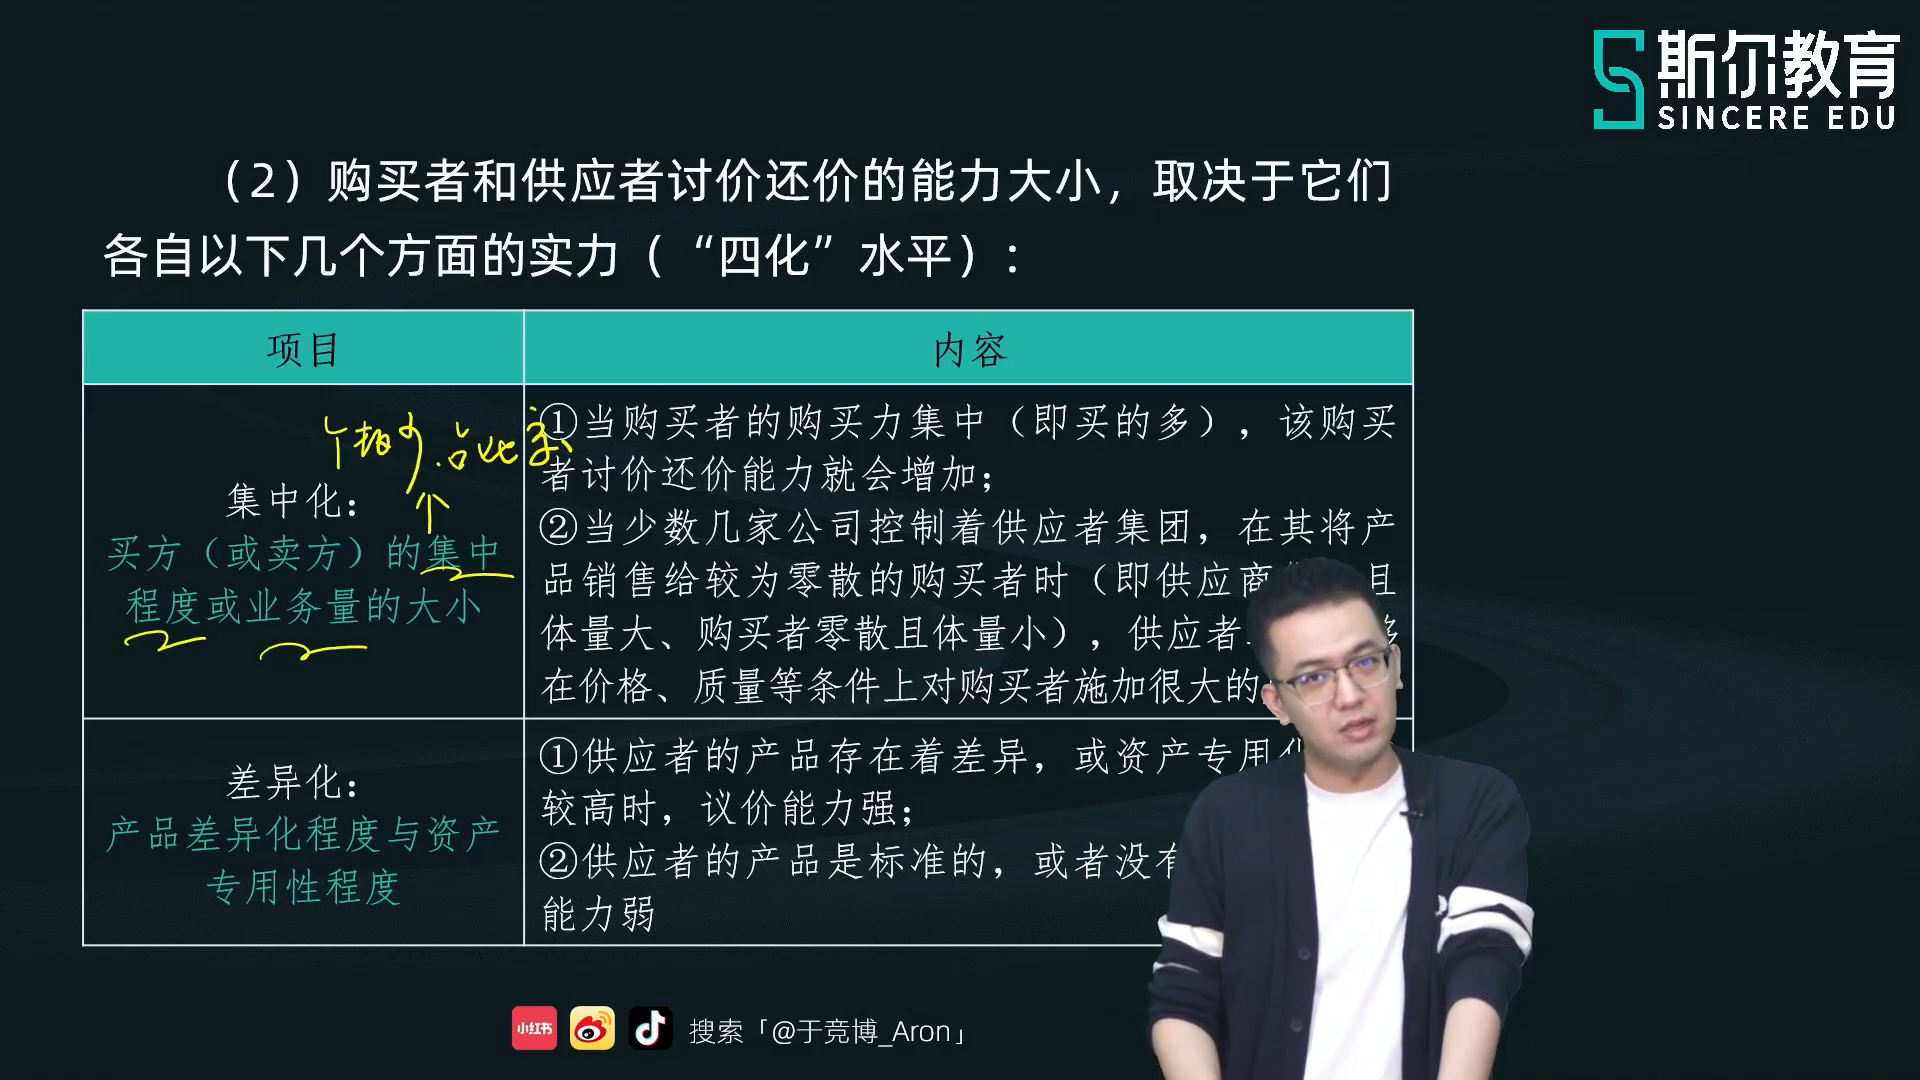 斯尔教育
SINCERE EDU
（2）购买者和供应者讨价还价的能力大小，取决于它们
各自以下几个方面的实力（“四化”水平）：
项目
内容
集中化：
买方（或卖方）的集中
程度或业务量的大小
①当购买者的购买力集中（即买的多），该购买
者讨价还价能力就会增加；
②当少数几家公司控制着供应者集团，在其将产
品销售给较为零散的购买者时（即供应商 且
体量大、购买者零散且体量小），供应者
在价格、质量等条件上对购买者施加很大的
差异化：
产品差异化程度与资产
专用性程度
①供应者的产品存在着差异，或资产专用
较高时，议价能力强；
②供应者的产品是标准的，或者没有
能力弱
小红书
搜索「@于竞博_Aron」